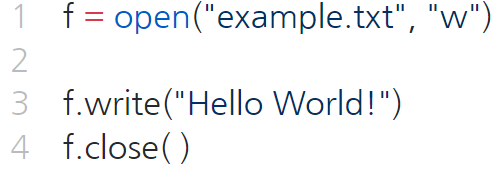 1 f = open("example.txt", "w")
2
3 f.write("Hello World!")
4 f.close( )